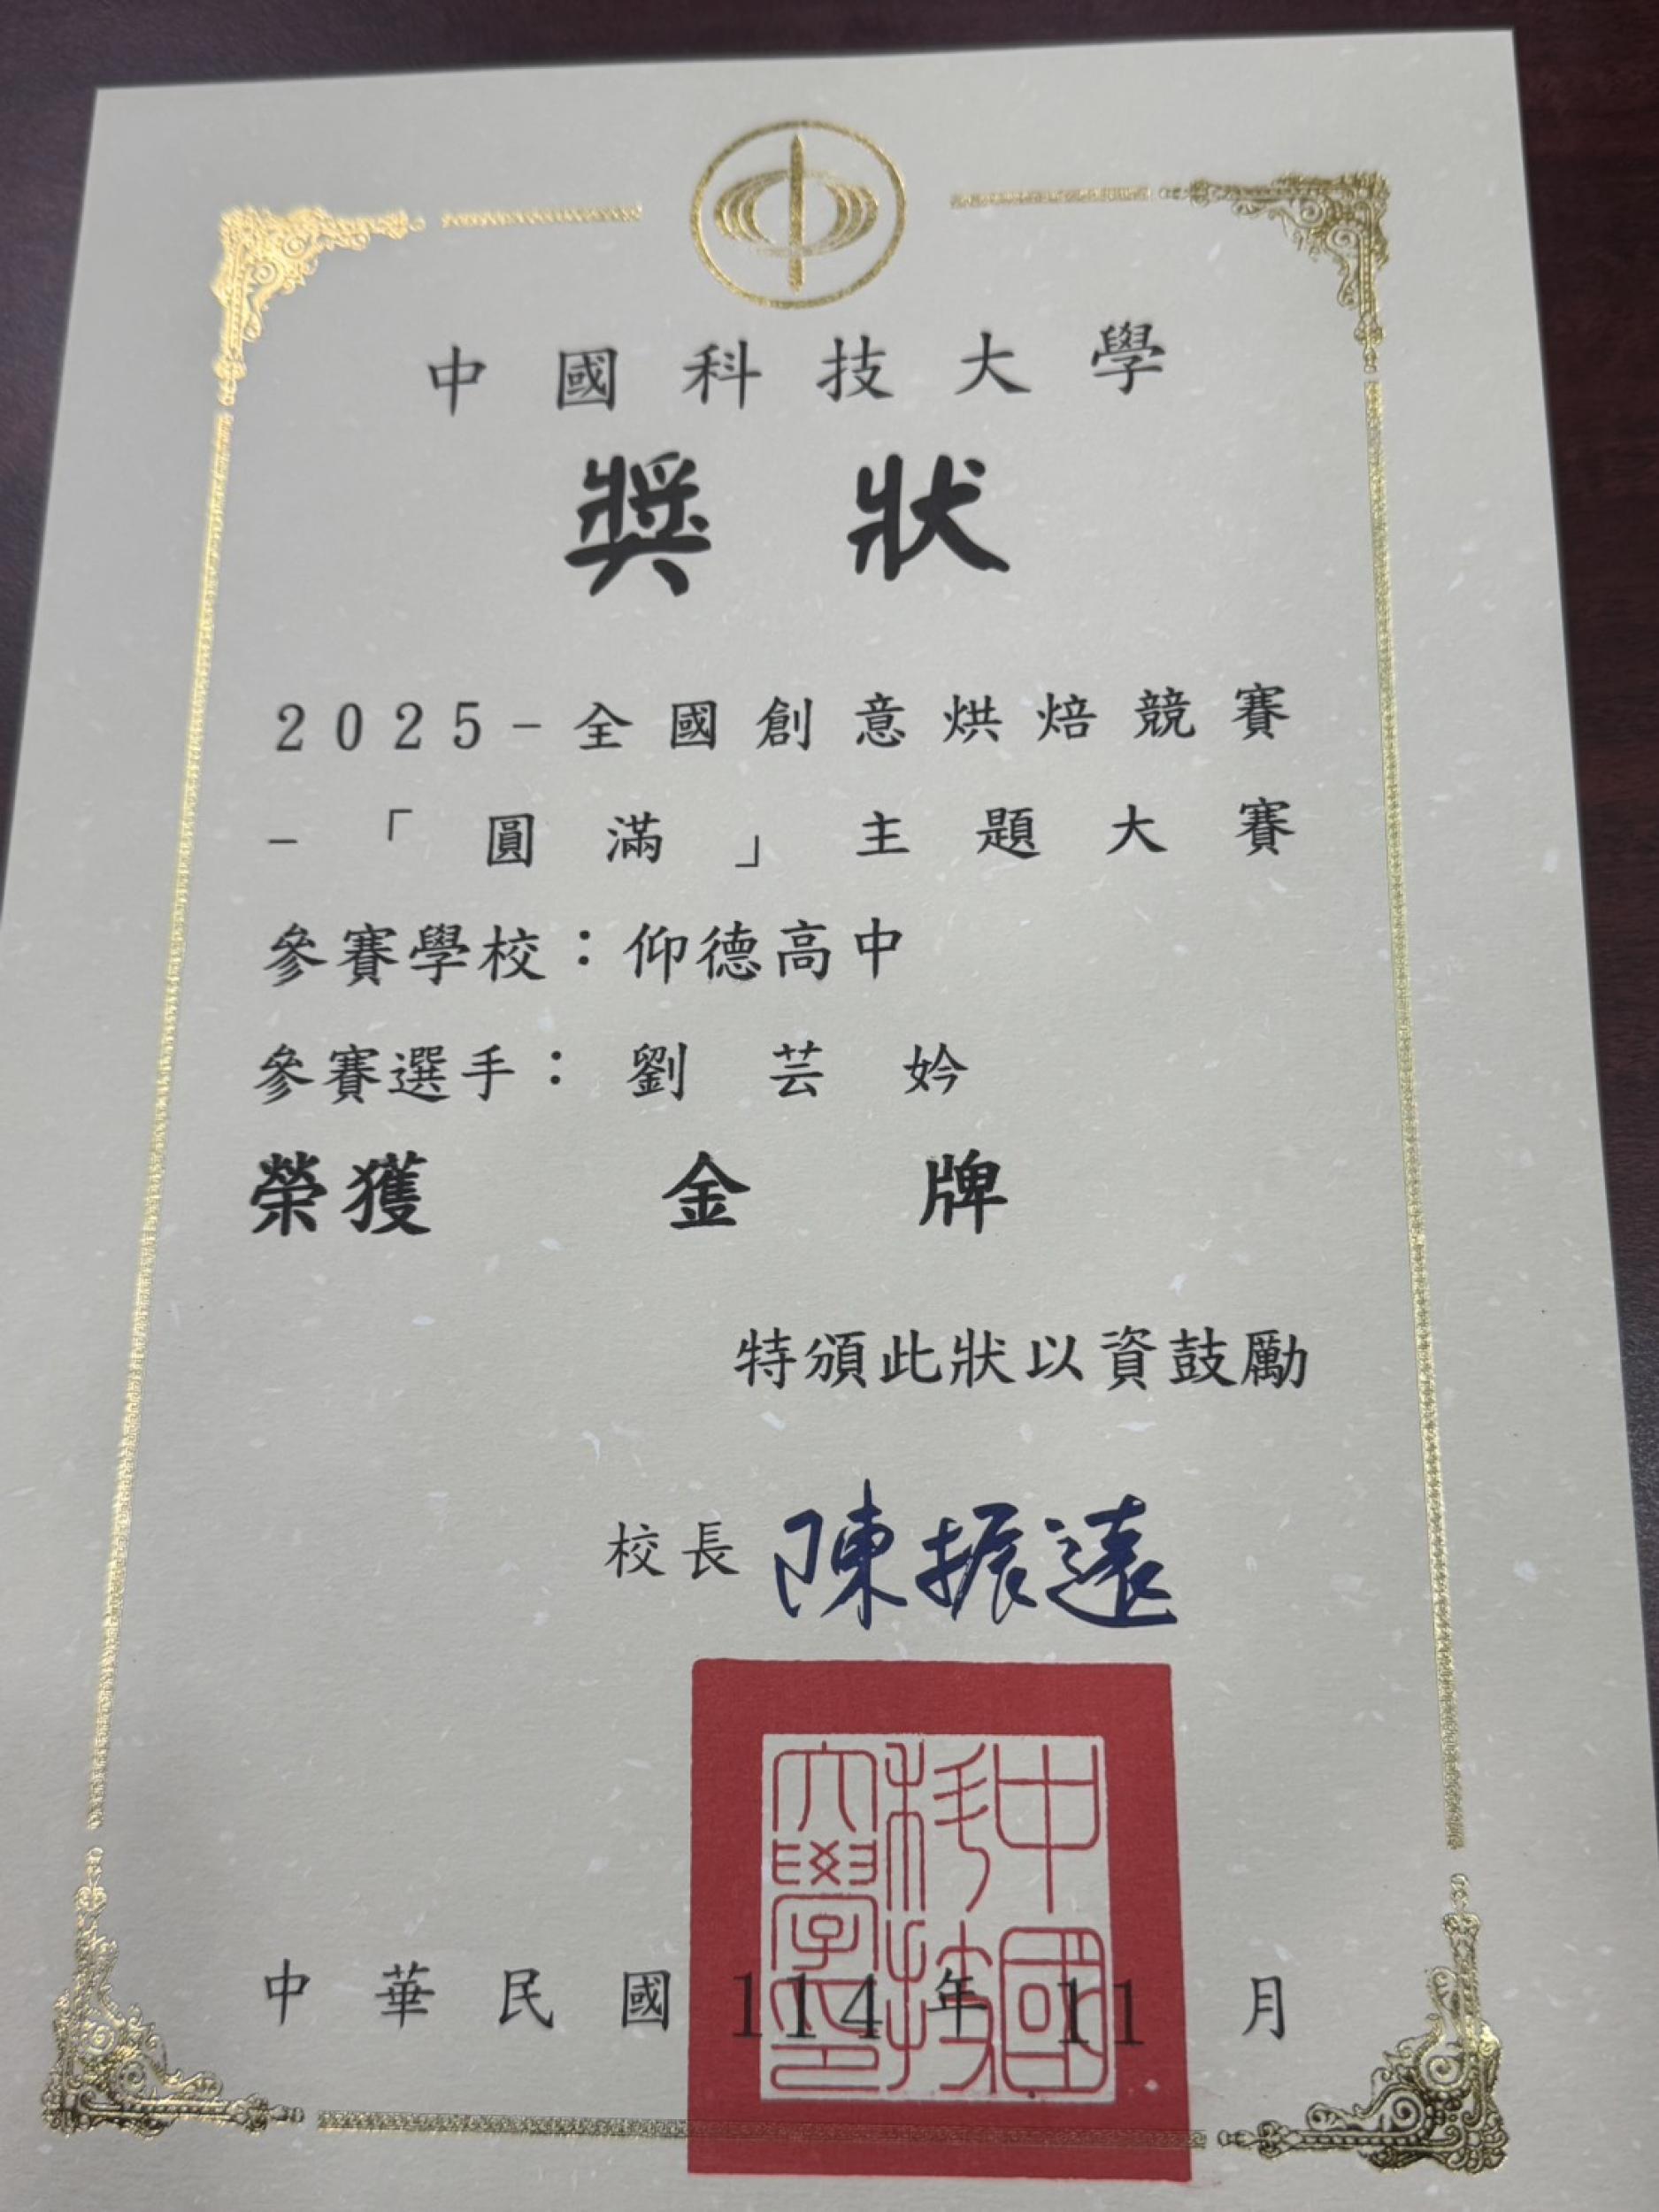 中國科技大學
獎狀
2025-全國創意烘焙競賽
-「圓滿」主題大賽
參賽學校：仰德高中
參賽選手：劉芸妗
榮獲 金牌
特頒此狀以資鼓勵
校長 陳振遠
中國科技大學印
中華民國114年11月